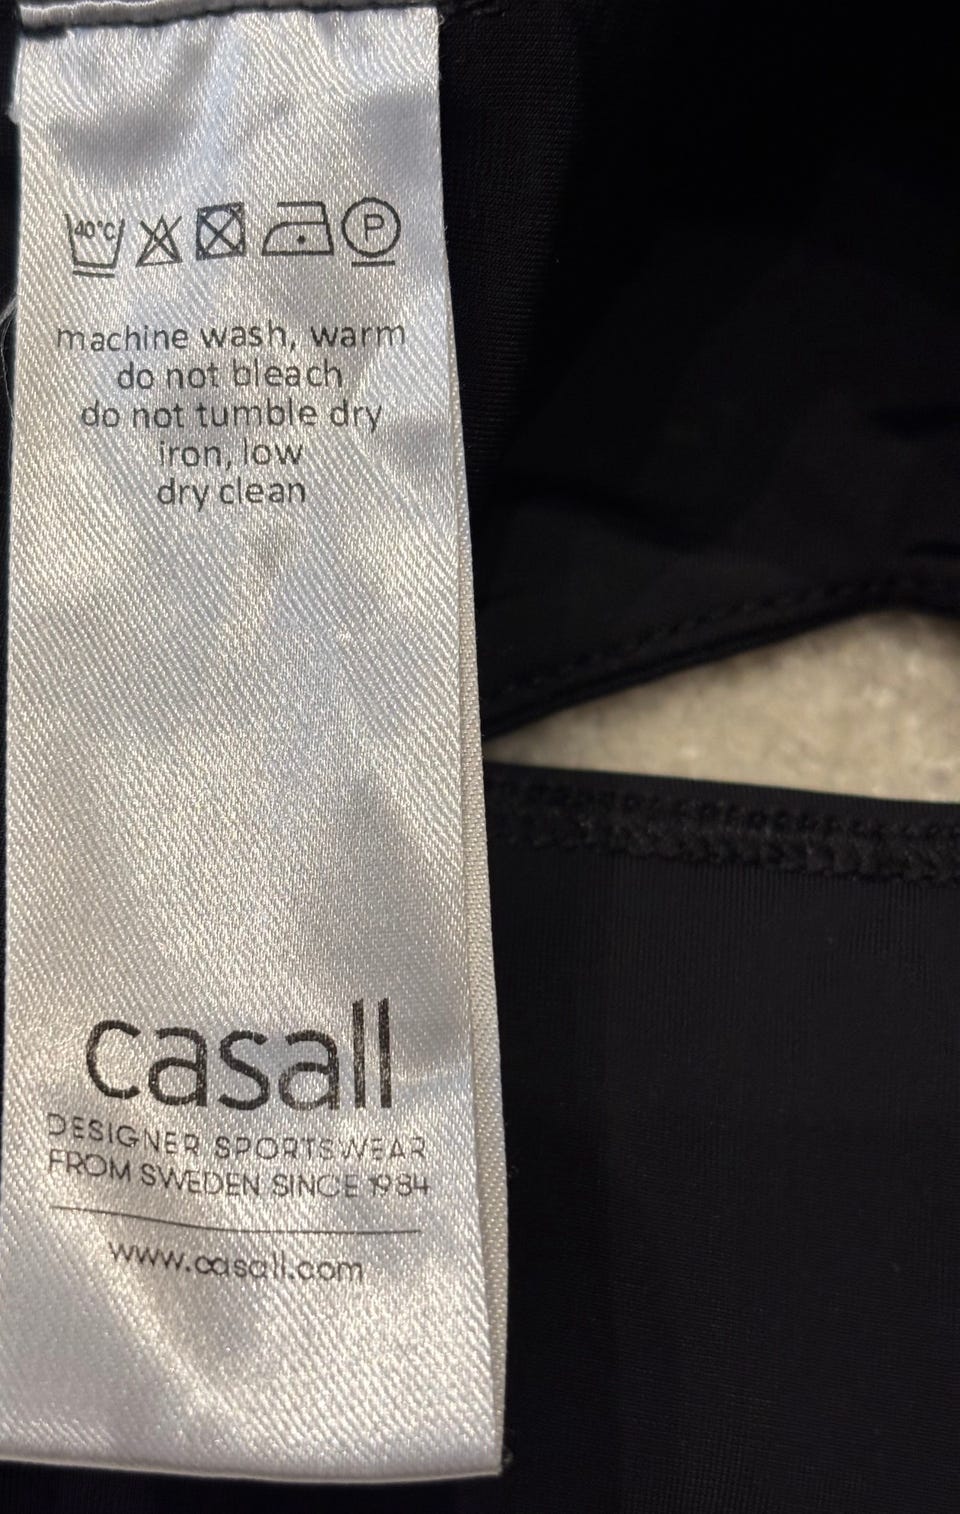 40°C P
machine wash, warm
do not bleach
do not tumble dry
iron, low
dry clean
casall
DESIGNER SPORTSWEAR
FROM SWEDEN SINCE 1984
www.casall.com